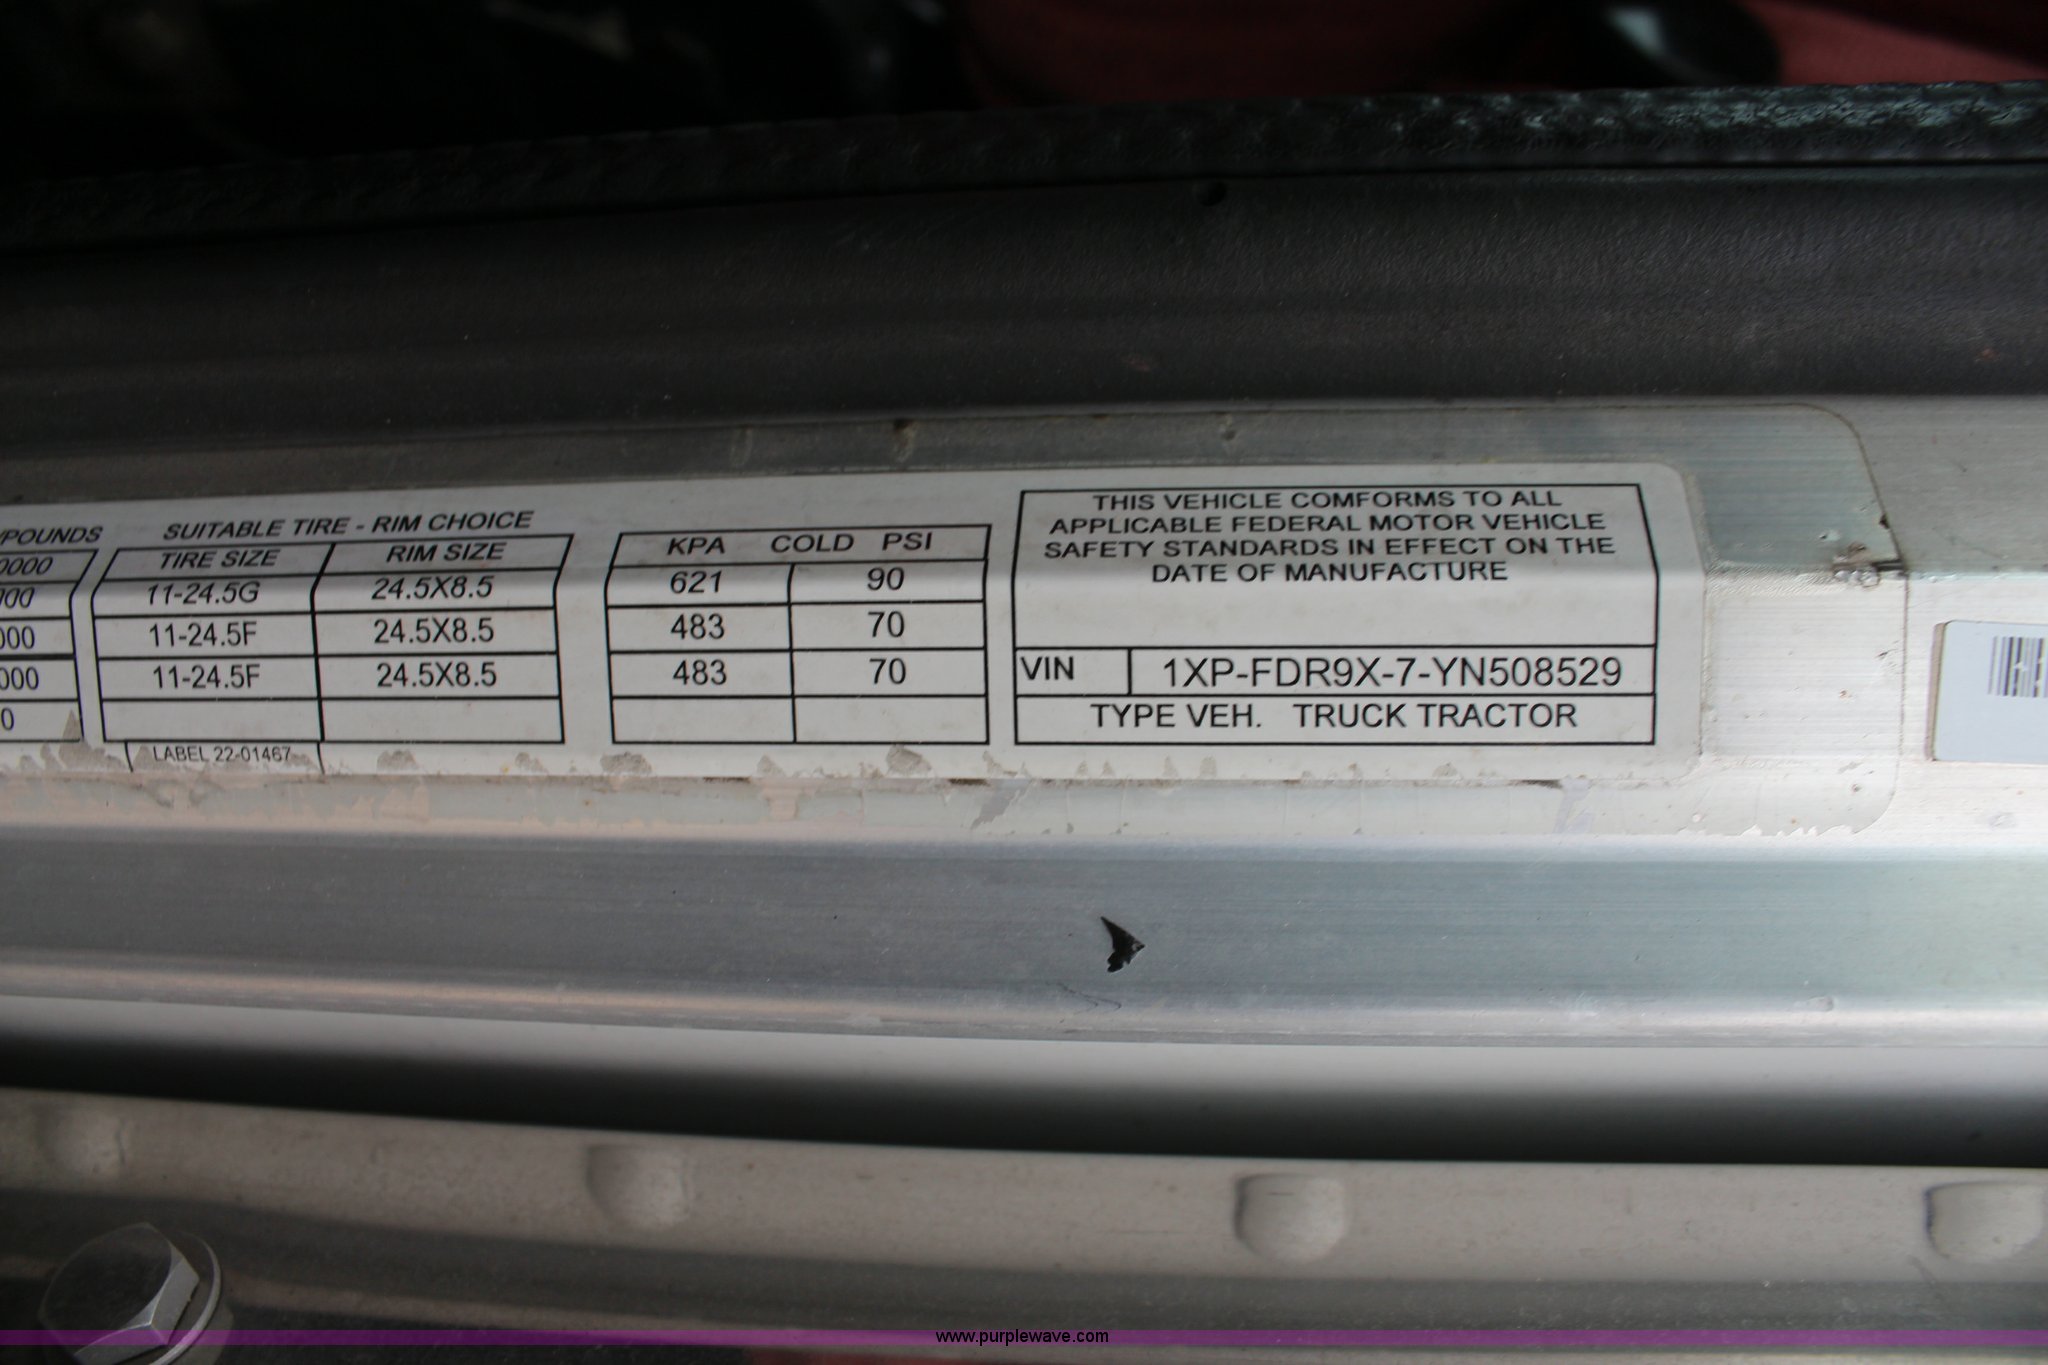 SUITABLE TIRE - RIM CHOICE
TIRE SIZE RIM SIZE
11-24.5G 24.5X8.5
11-24.5F 24.5X8.5
11-24.5F 24.5X8.5
LABEL 22-01467
KPA COLD PSI
621 90
483 70
483 70
THIS VEHICLE COMFORMS TO ALL
APPLICABLE FEDERAL MOTOR VEHICLE
SAFETY STANDARDS IN EFFECT ON THE
DATE OF MANUFACTURE
VIN 1XP-FDR9X-7-YN508529
TYPE VEH. TRUCK TRACTOR
www.purplewave.com